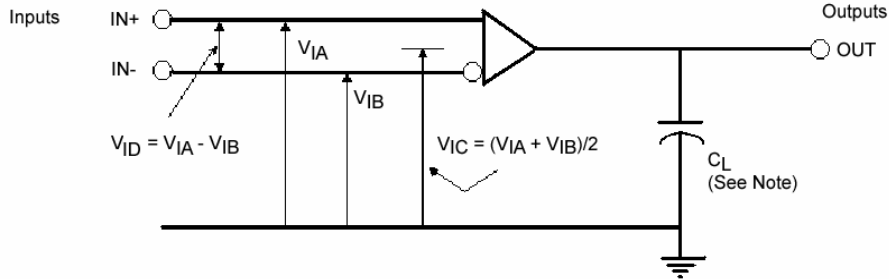 Inputs
Outputs
IN+
VIA
OUT
IN-
VIB
VID = VIA - VIB
VIC = (VIA + VIB)/2
CL
(See Note)